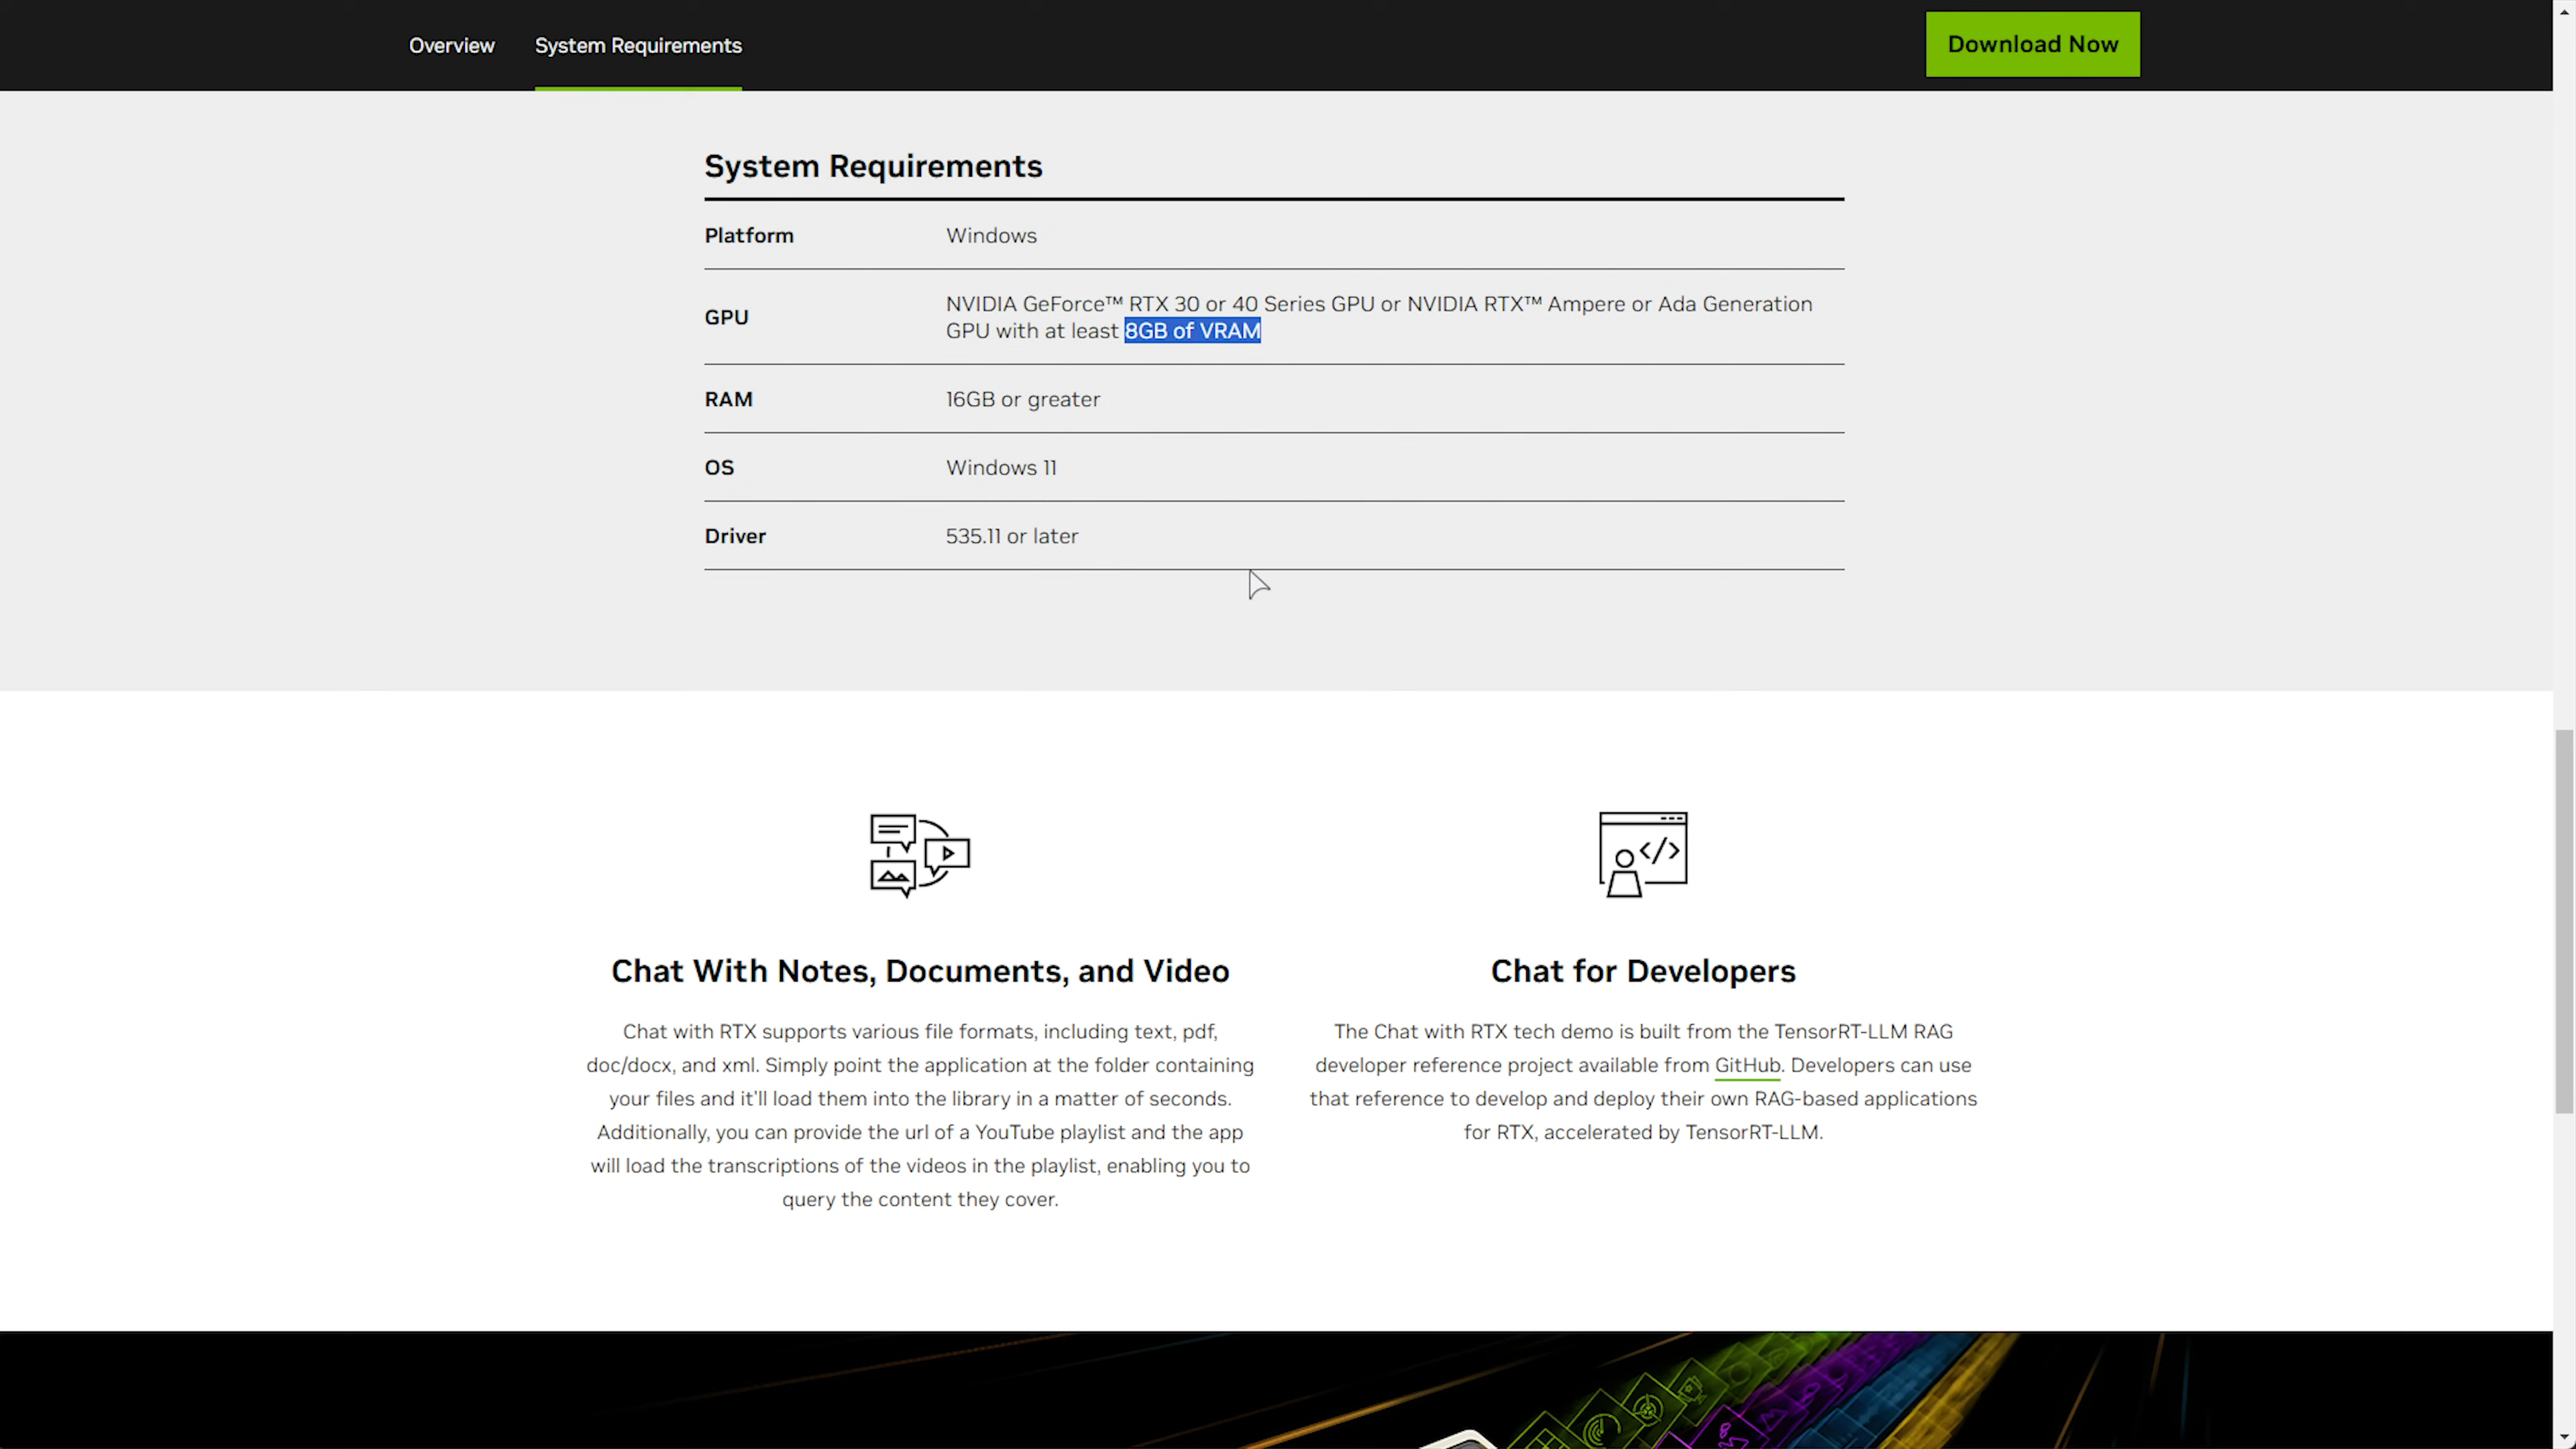 Overview System Requirements Download Now
System Requirements
Platform Windows
GPU NVIDIA GeForce™ RTX 30 or 40 Series GPU or NVIDIA RTX™ Ampere or Ada Generation
GPU with at least 8GB of VRAM
RAM 16GB or greater
OS Windows 11
Driver 535.11 or later
Chat With Notes, Documents, and Video
Chat with RTX supports various file formats, including text, pdf,
doc/docx, and xml. Simply point the application at the folder containing
your files and it'll load them into the library in a matter of seconds.
Additionally, you can provide the url of a YouTube playlist and the app
will load the transcriptions of the videos in the playlist, enabling you to
query the content they cover.
Chat for Developers
The Chat with RTX tech demo is built from the TensorRT-LLM RAG
developer reference project available from GitHub. Developers can use
that reference to develop and deploy their own RAG-based applications
for RTX, accelerated by TensorRT-LLM.